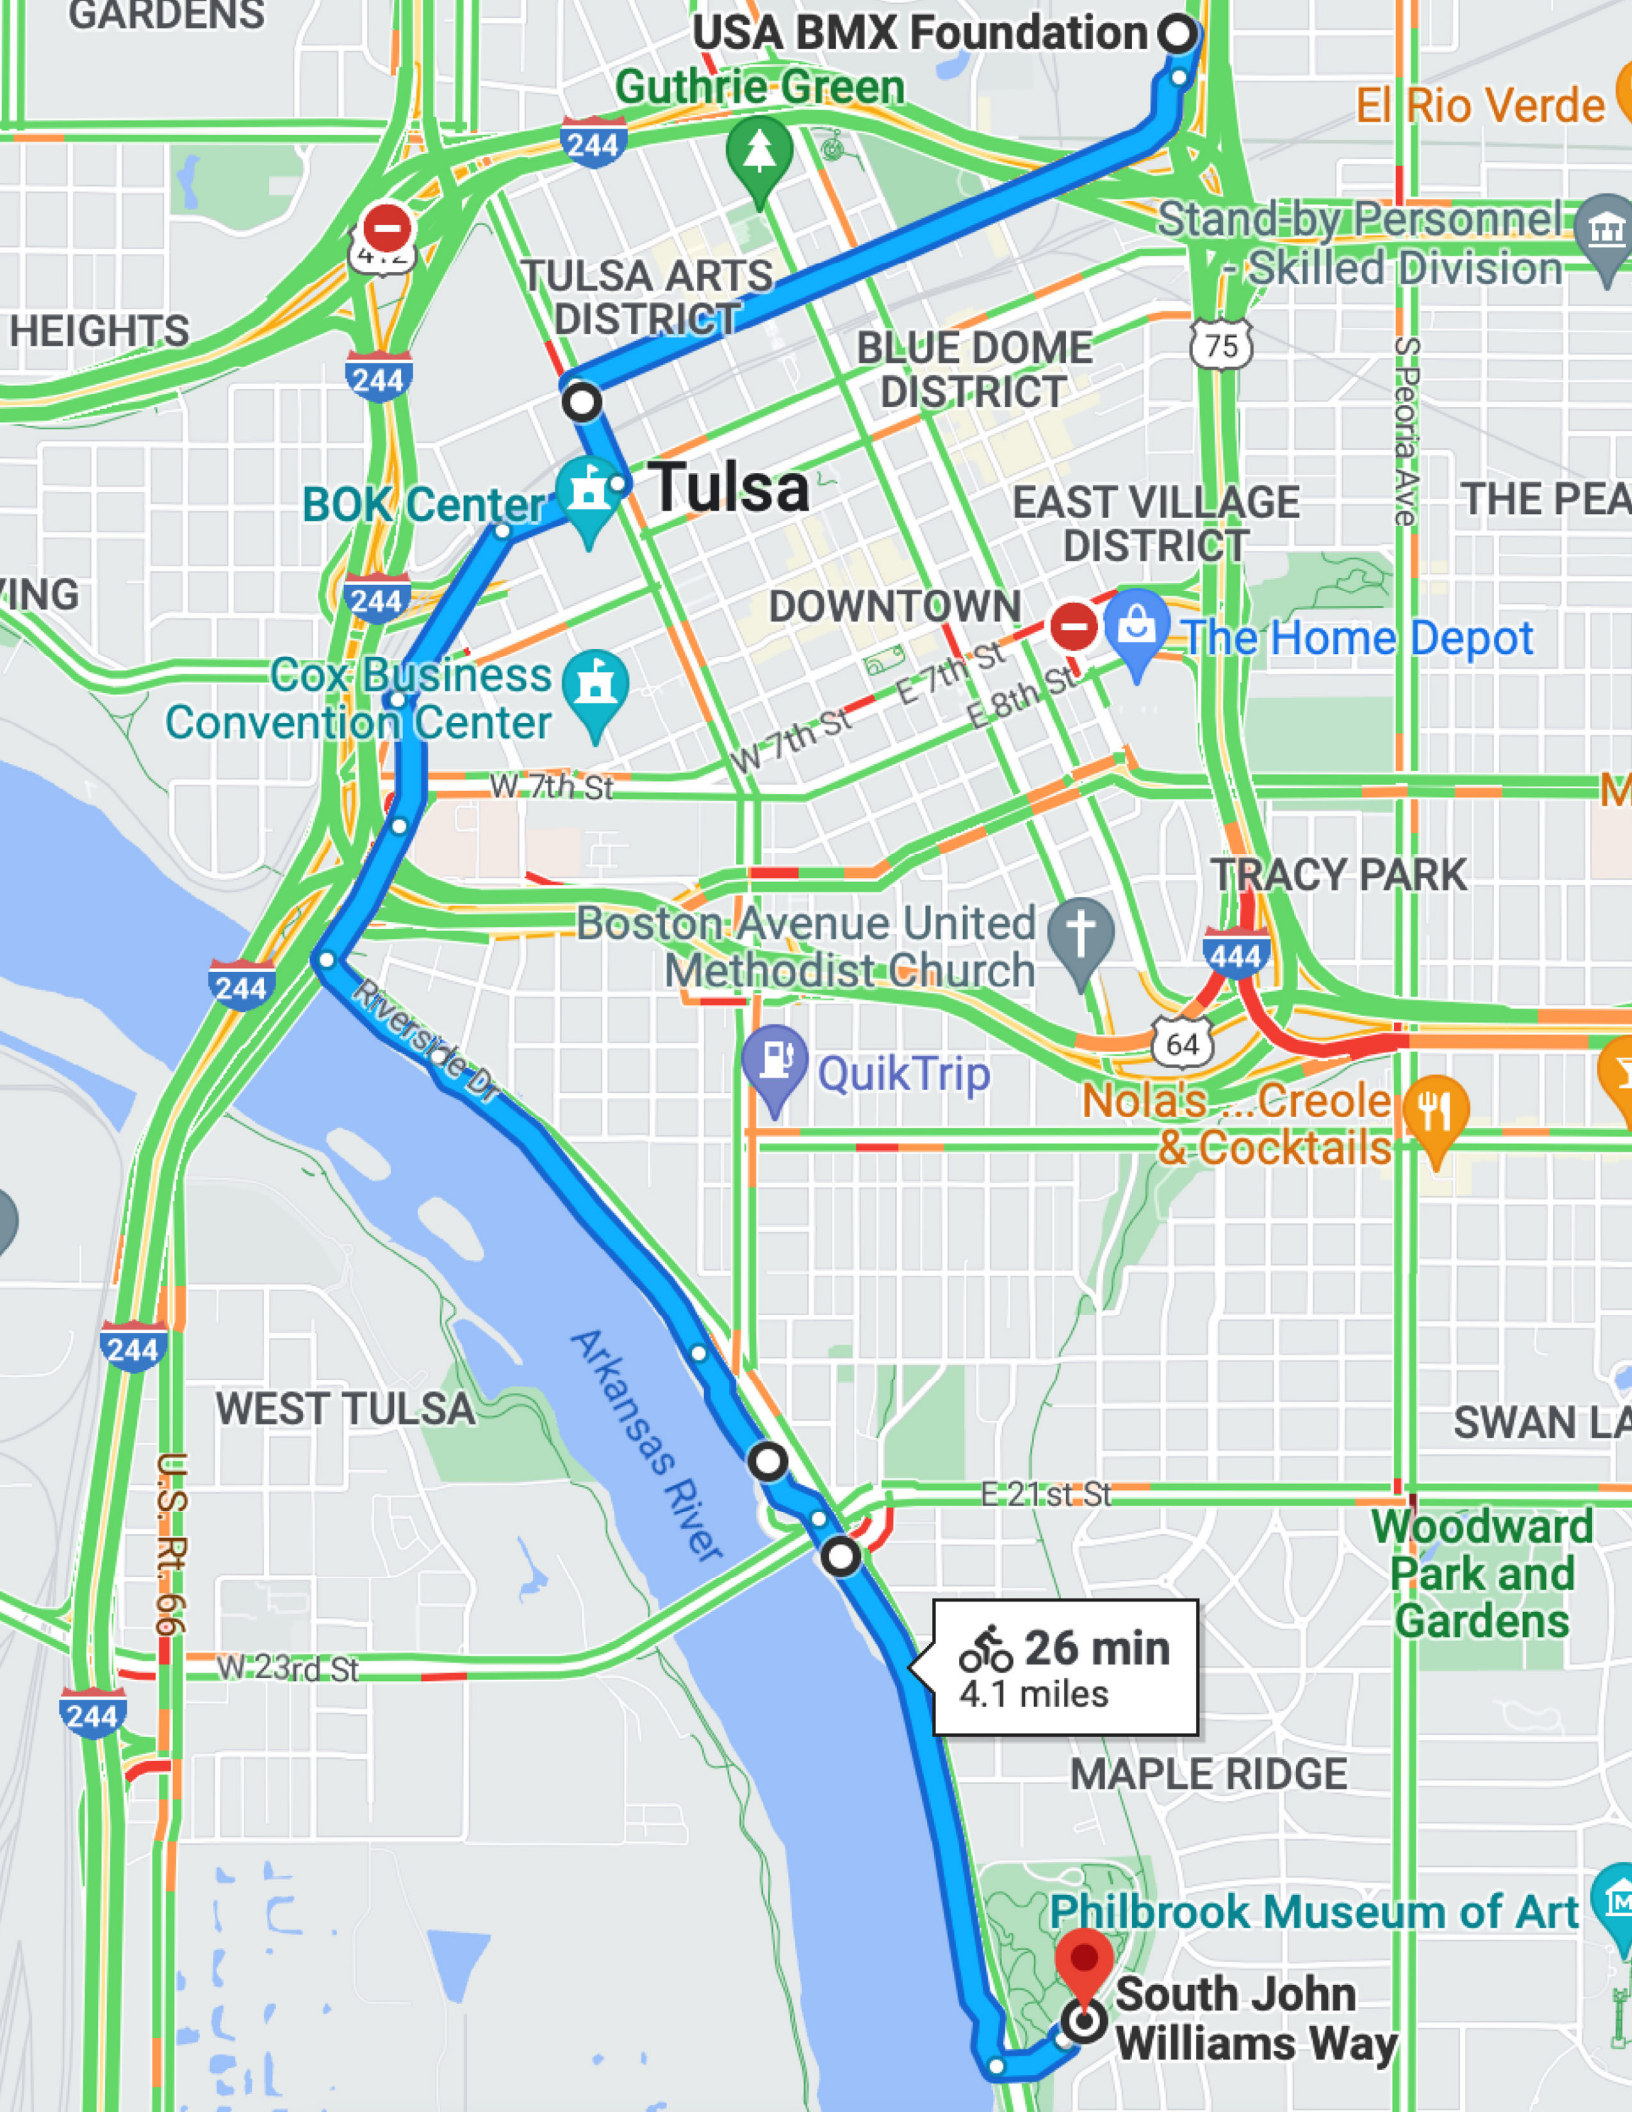 GARDENS
USA BMX Foundation
Guthrie Green
El Rio Verde
244
Stand-by Personnel
- Skilled Division
TULSA ARTS
DISTRICT
HEIGHTS
75
BLUE DOME
DISTRICT
244
S Peoria Ave
Tulsa
BOK Center
EAST VILLAGE
DISTRICT
THE PEA
VING
244
DOWNTOWN
The Home Depot
Cox Business
Convention Center
E 7th St
E 8th St
W 7th St
W 7th St
M
TRACY PARK
Boston Avenue United
Methodist Church
444
244
Riverside Dr
64
QuikTrip
Nola's ...Creole
& Cocktails
244
WEST TULSA
Arkansas River
SWAN LA
U.S. Rt. 66
E 21st St
Woodward
Park and
Gardens
26 min
4.1 miles
W 23rd St
244
MAPLE RIDGE
Philbrook Museum of Art
M
South John
Williams Way